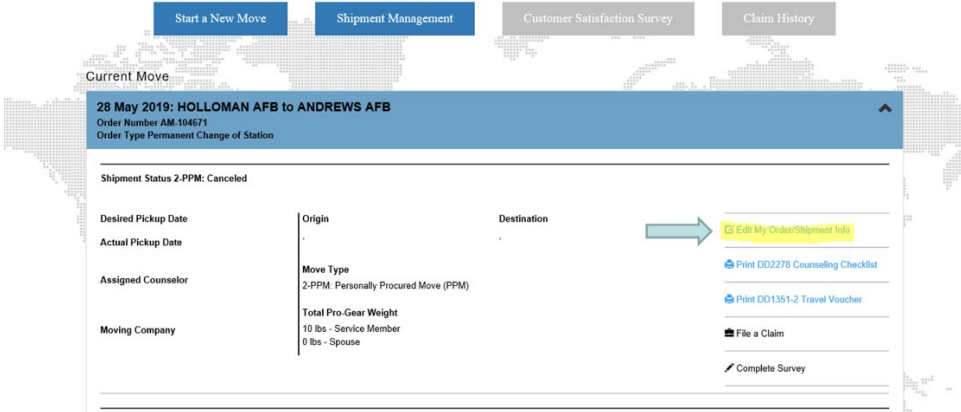 Start a New Move
Shipment Management
Customer Satisfaction Survey
Claim History
Current Move
28 May 2019: HOLLOMAN AFB to ANDREWS AFB
Order Number AM-104671
Order Type Permanent Change of Station
Shipment Status 2-PPM: Canceled
Desired Pickup Date
Actual Pickup Date
Assigned Counselor
Moving Company
Origin
,
Move Type
2-PPM: Personally Procured Move (PPM)
Total Pro-Gear Weight
10 lbs - Service Member
0 lbs - Spouse
Destination
,
Edit My Order/Shipment Info
Print DD2278 Counseling Checklist
Print DD1351-2 Travel Voucher
File a Claim
Complete Survey